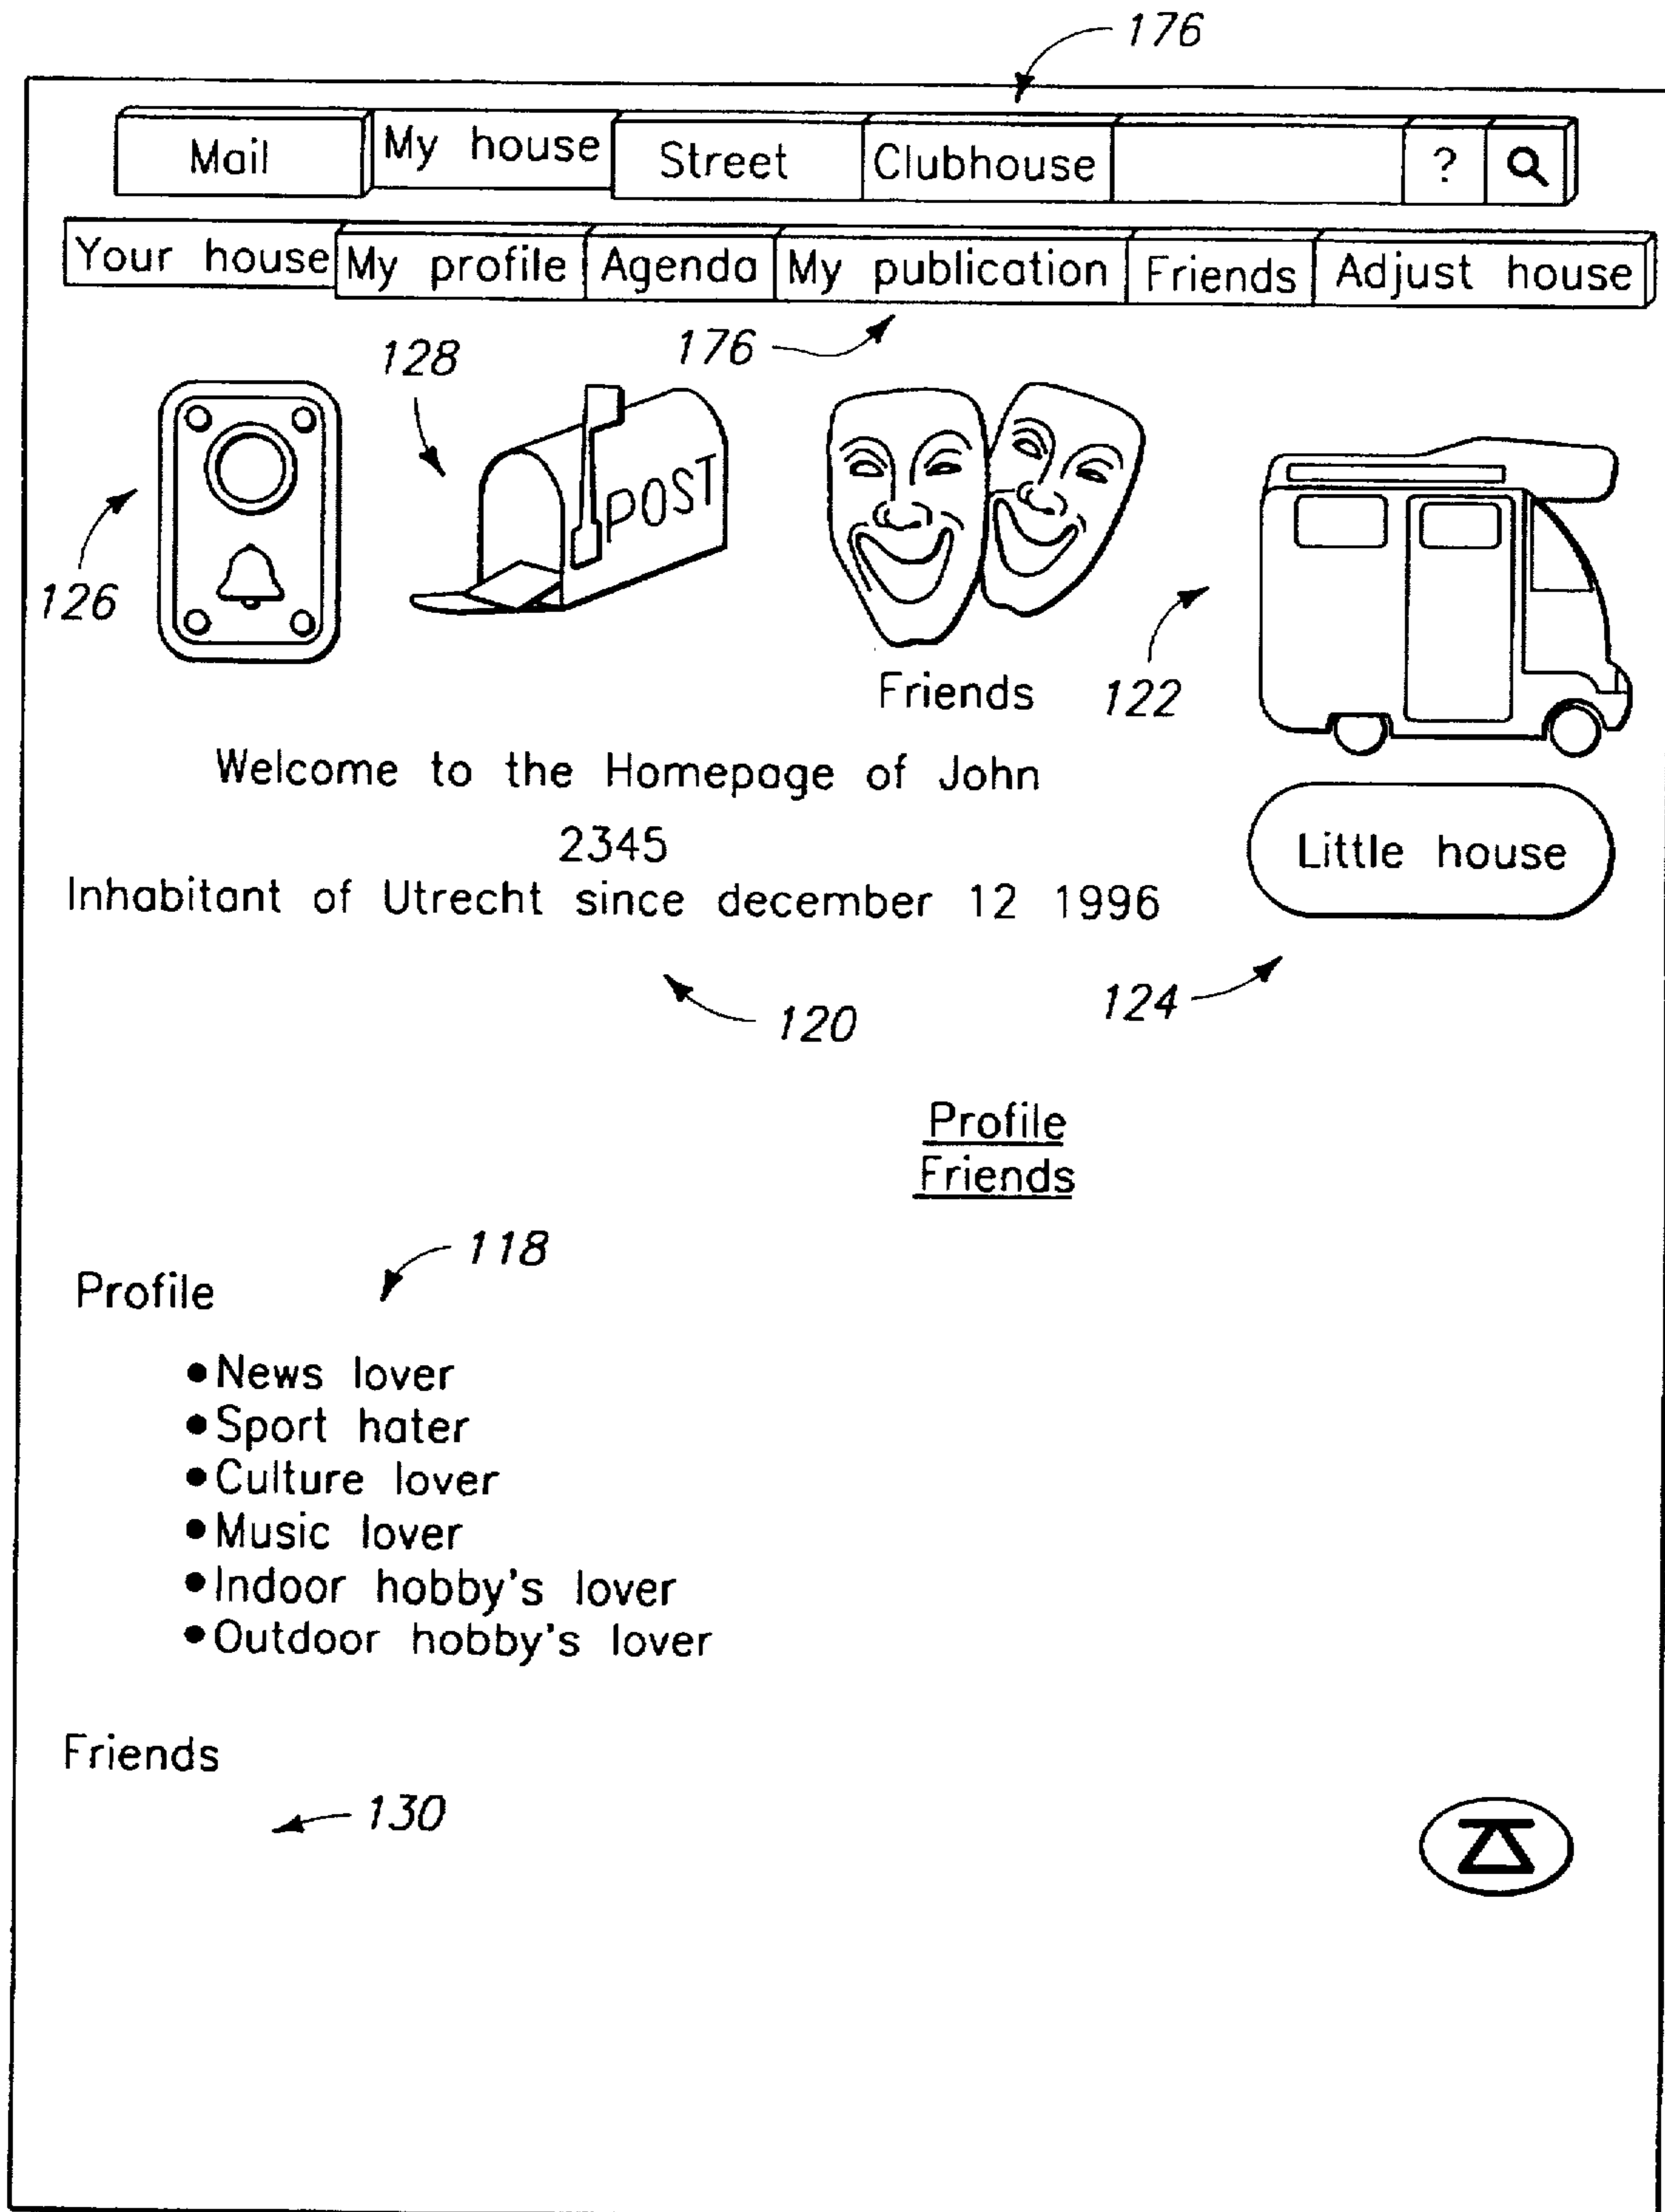 176
Mail My house Street Clubhouse ?
Your house My profile Agenda My publication Friends Adjust house
128 176
POST
126
Friends 122
Welcome to the Homepage of John
2345
Little house
Inhabitant of Utrecht since december 12 1996
124
120
Profile
Friends
118
Profile
•News lover
•Sport hater
•Culture lover
•Music lover
•Indoor hobby's lover
•Outdoor hobby's lover
Friends
130